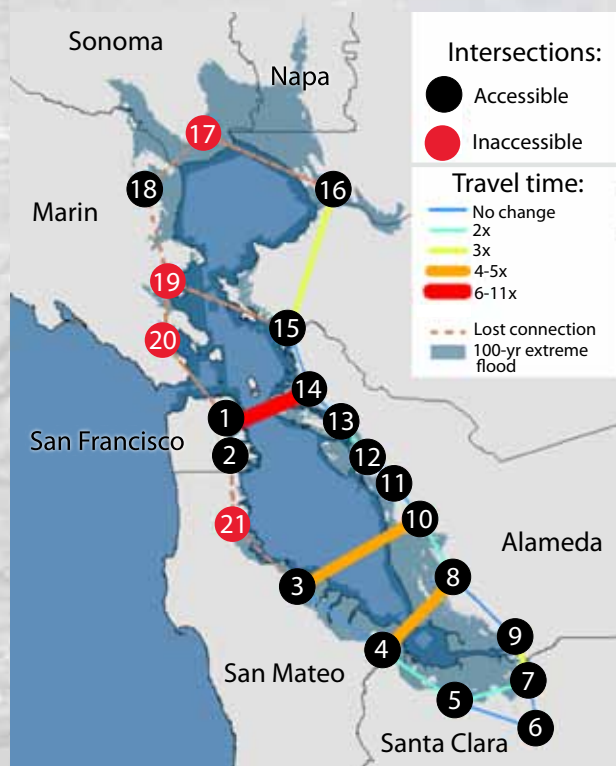 Sonoma
Napa
Marin
San Francisco
Alameda
San Mateo
Santa Clara
Intersections:
Accessible
Inaccessible
Travel time:
No change
2x
3x
4-5x
6-11x
Lost connection
100-yr extreme
flood
17
18
16
19
15
20
14
1
13
2
12
11
10
21
8
3
9
4
7
5
6